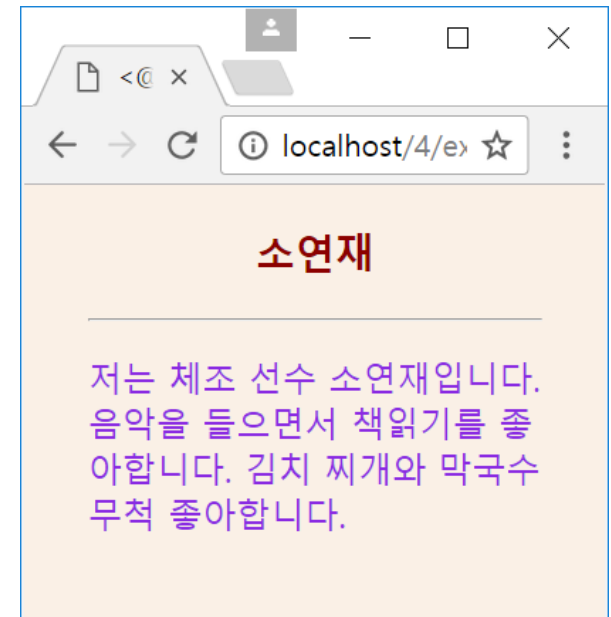 <@
localhost/4/ex
소연재
저는 체조 선수 소연재입니다.
음악을 들으면서 책읽기를 좋
아합니다. 김치 찌개와 막국수
무척 좋아합니다.